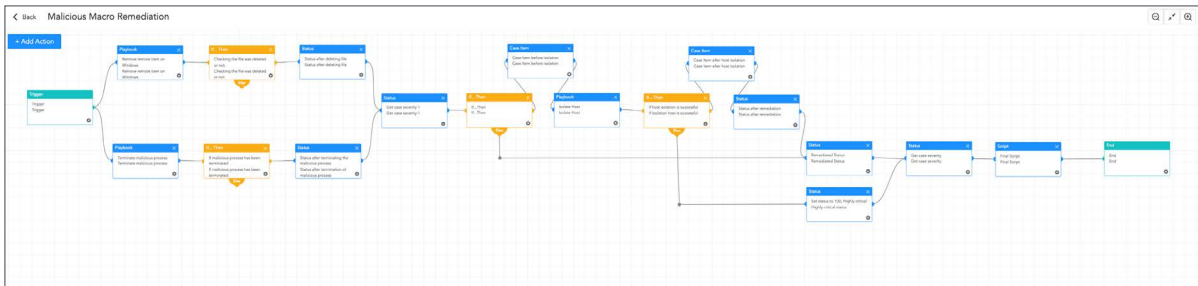 Back Malicious Macro Remediation
+ Add Action
Trigger
Trigger
Trigger
Playbook
Remove remote item on
Windows
Remove remote item on
Windows
If... Then
Checking the file was deleted
or not
Checking the file was deleted
or not
Else
Status
Status after deleting file
Status after deleting file
Playbook
Terminate malicious process
Terminate malicious process
If... Then
If malicious process has been
terminated
If malicious process has been
terminated
Else
Status
Status after terminating the
malicious process
Status after termination of
malicious process
Status
Get case severity-1
Get case severity-1
If... Then
If...Then
If...Then
Else
Case Item
Case Item before isolation
Case Item before isolation
Playbook
Isolate Host
Isolate Host
If... Then
If host isolation is successful
If isolation host is successful
Else
Case Item
Case Item after host isolation
Case Item after host isolation
Status
Status after remediation
Status after remediation
Status
Remediated Status
Remediated Status
Status
Set status to 100, Highly critical
Highly critical status
Status
Get case severity
Get case severity
Script
Final Script
Final Script
End
End
End